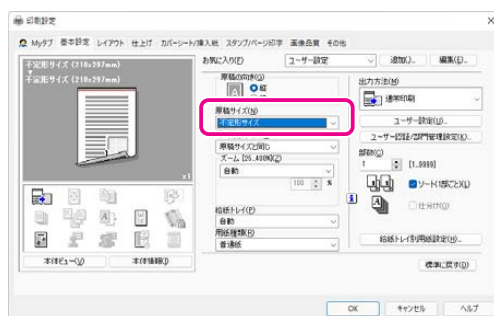 印刷設定
マイタブ 基本設定 レイアウト 仕上げ カバーシート/挿入紙 スタンプ/ページ印字 画像品質 その他
不定形サイズ (210x297mm)
不定形サイズ (210x297mm)
x1
本体ビュー(V)
本体情報(J)
お気に入り(F)
ユーザー設定
追加()..
編集(E)..
原稿の向き(O)
縦
原稿サイズ(N)
不定形サイズ
原稿サイズと同じ
ズーム [25..400%](Z)
自動
100 %
給紙トレイ(P)
自動
用紙種類(R)
普通紙
出力方法(M)
通常印刷
ユーザー設定(U)..
ユーザー認証/部門管理設定(K)..
部数(C)
1 [1..9999]
ソート(1部ごと)(L)
仕分け(Q)
給紙トレイ別用紙設定(H)..
標準に戻す(D)
OK キャンセル ヘルプ